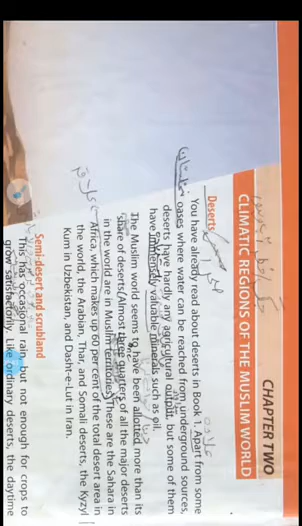 CHAPTER TWO
CLIMATIC REGIONS OF THE MUSLIM WORLD
Deserts
You have already read about deserts in Book 1. Apart from some
oases where water can be reached from underground sources,
deserts have hardly any agricultural output, but some of them
have immensely valuable minerals such as oil.
The Muslim world seems to have been allotted more than its
share of deserts. Almost three quarters of all the major deserts
in the world are in Muslim territories. These are the Sahara in
Africa, which makes up 60 per cent of the total desert area in
the world, the Arabian, Thar, and Somali deserts, the Kyzyl
Kum in Uzbekistan, and Dasht-e-Lut in Iran.
Semi-desert and scrubland
This has occasional rain, but not enough for crops to
grow satisfactorily. Like ordinary deserts, the daytime